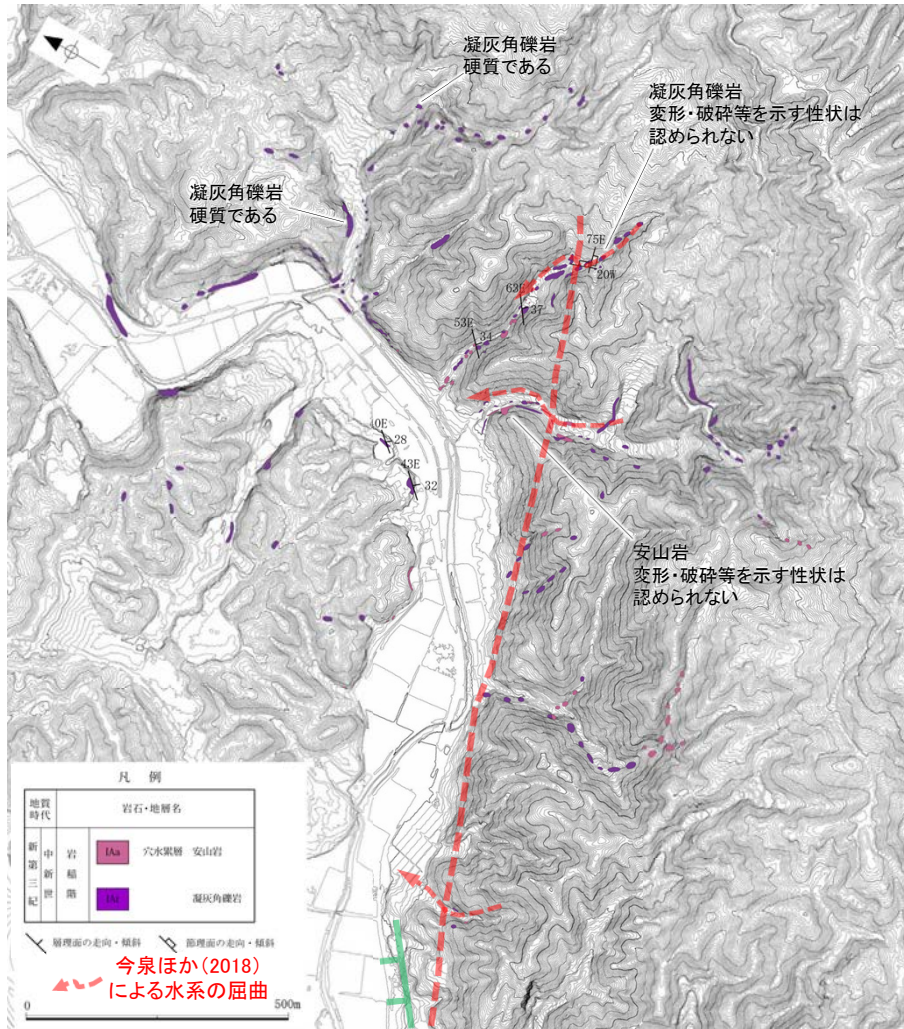 凝灰角礫岩
硬質である
凝灰角礫岩
変形・破砕等を示す性状は
認められない
凝灰角礫岩
硬質である
75E
20W
63E
37
53E
34
0E
28
43E
32
安山岩
変形・破砕等を示す性状は
認められない
凡 例
地質時代 岩石・地層名
新第三紀 中新世 岩稲階
IAa 穴水累層 安山岩
IAt 凝灰角礫岩
層理面の走向・傾斜 節理面の走向・傾斜
今泉ほか(2018)
による水系の屈曲
0 500m